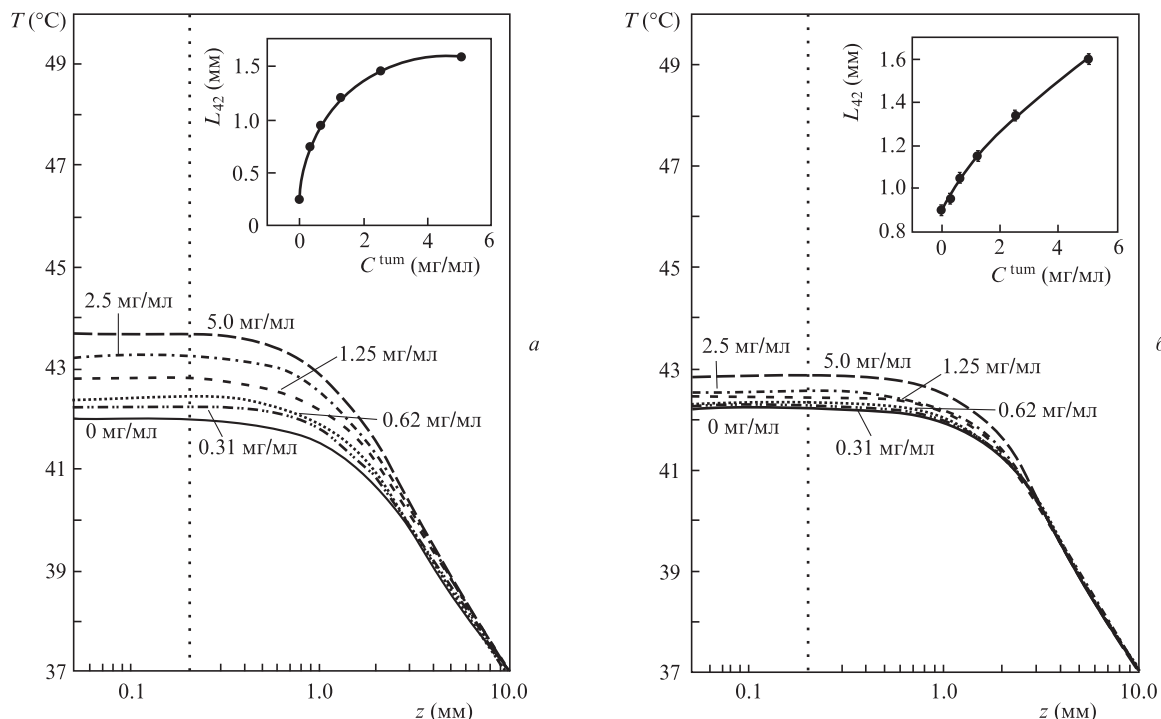 T (°C)
49
47
45
43
41
39
37
0.1
1.0
10.0
z (мм)
L42 (мм)
1.5
1.0
0.5
0
0
2
4
6
C tum (мг/мл)
2.5 мг/мл
5.0 мг/мл
1.25 мг/мл
0.62 мг/мл
0 мг/мл
0.31 мг/мл
а
T (°C)
49
47
45
43
41
39
37
0.1
1.0
10.0
z (мм)
L42 (мм)
1.6
1.4
1.2
1.0
0.8
0
2
4
6
C tum (мг/мл)
2.5 мг/мл
5.0 мг/мл
1.25 мг/мл
0.62 мг/мл
0 мг/мл
0.31 мг/мл